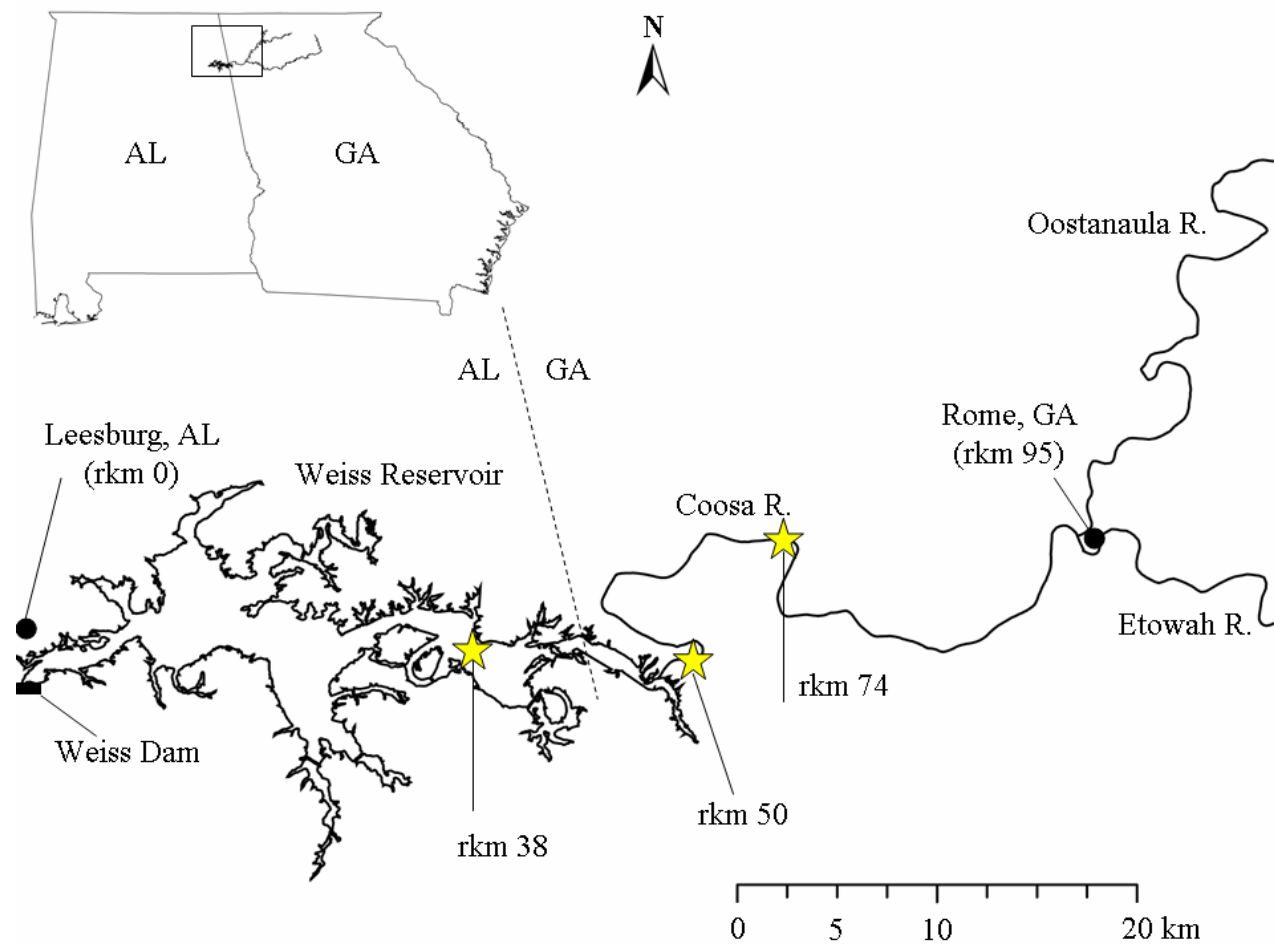 N
AL
GA
Oostanaula R.
AL
GA
Rome, GA
(rkm 95)
Leesburg, AL
(rkm 0)
Weiss Reservoir
Coosa R.
Etowah R.
rkm 74
Weiss Dam
rkm 50
rkm 38
0
5
10
20 km